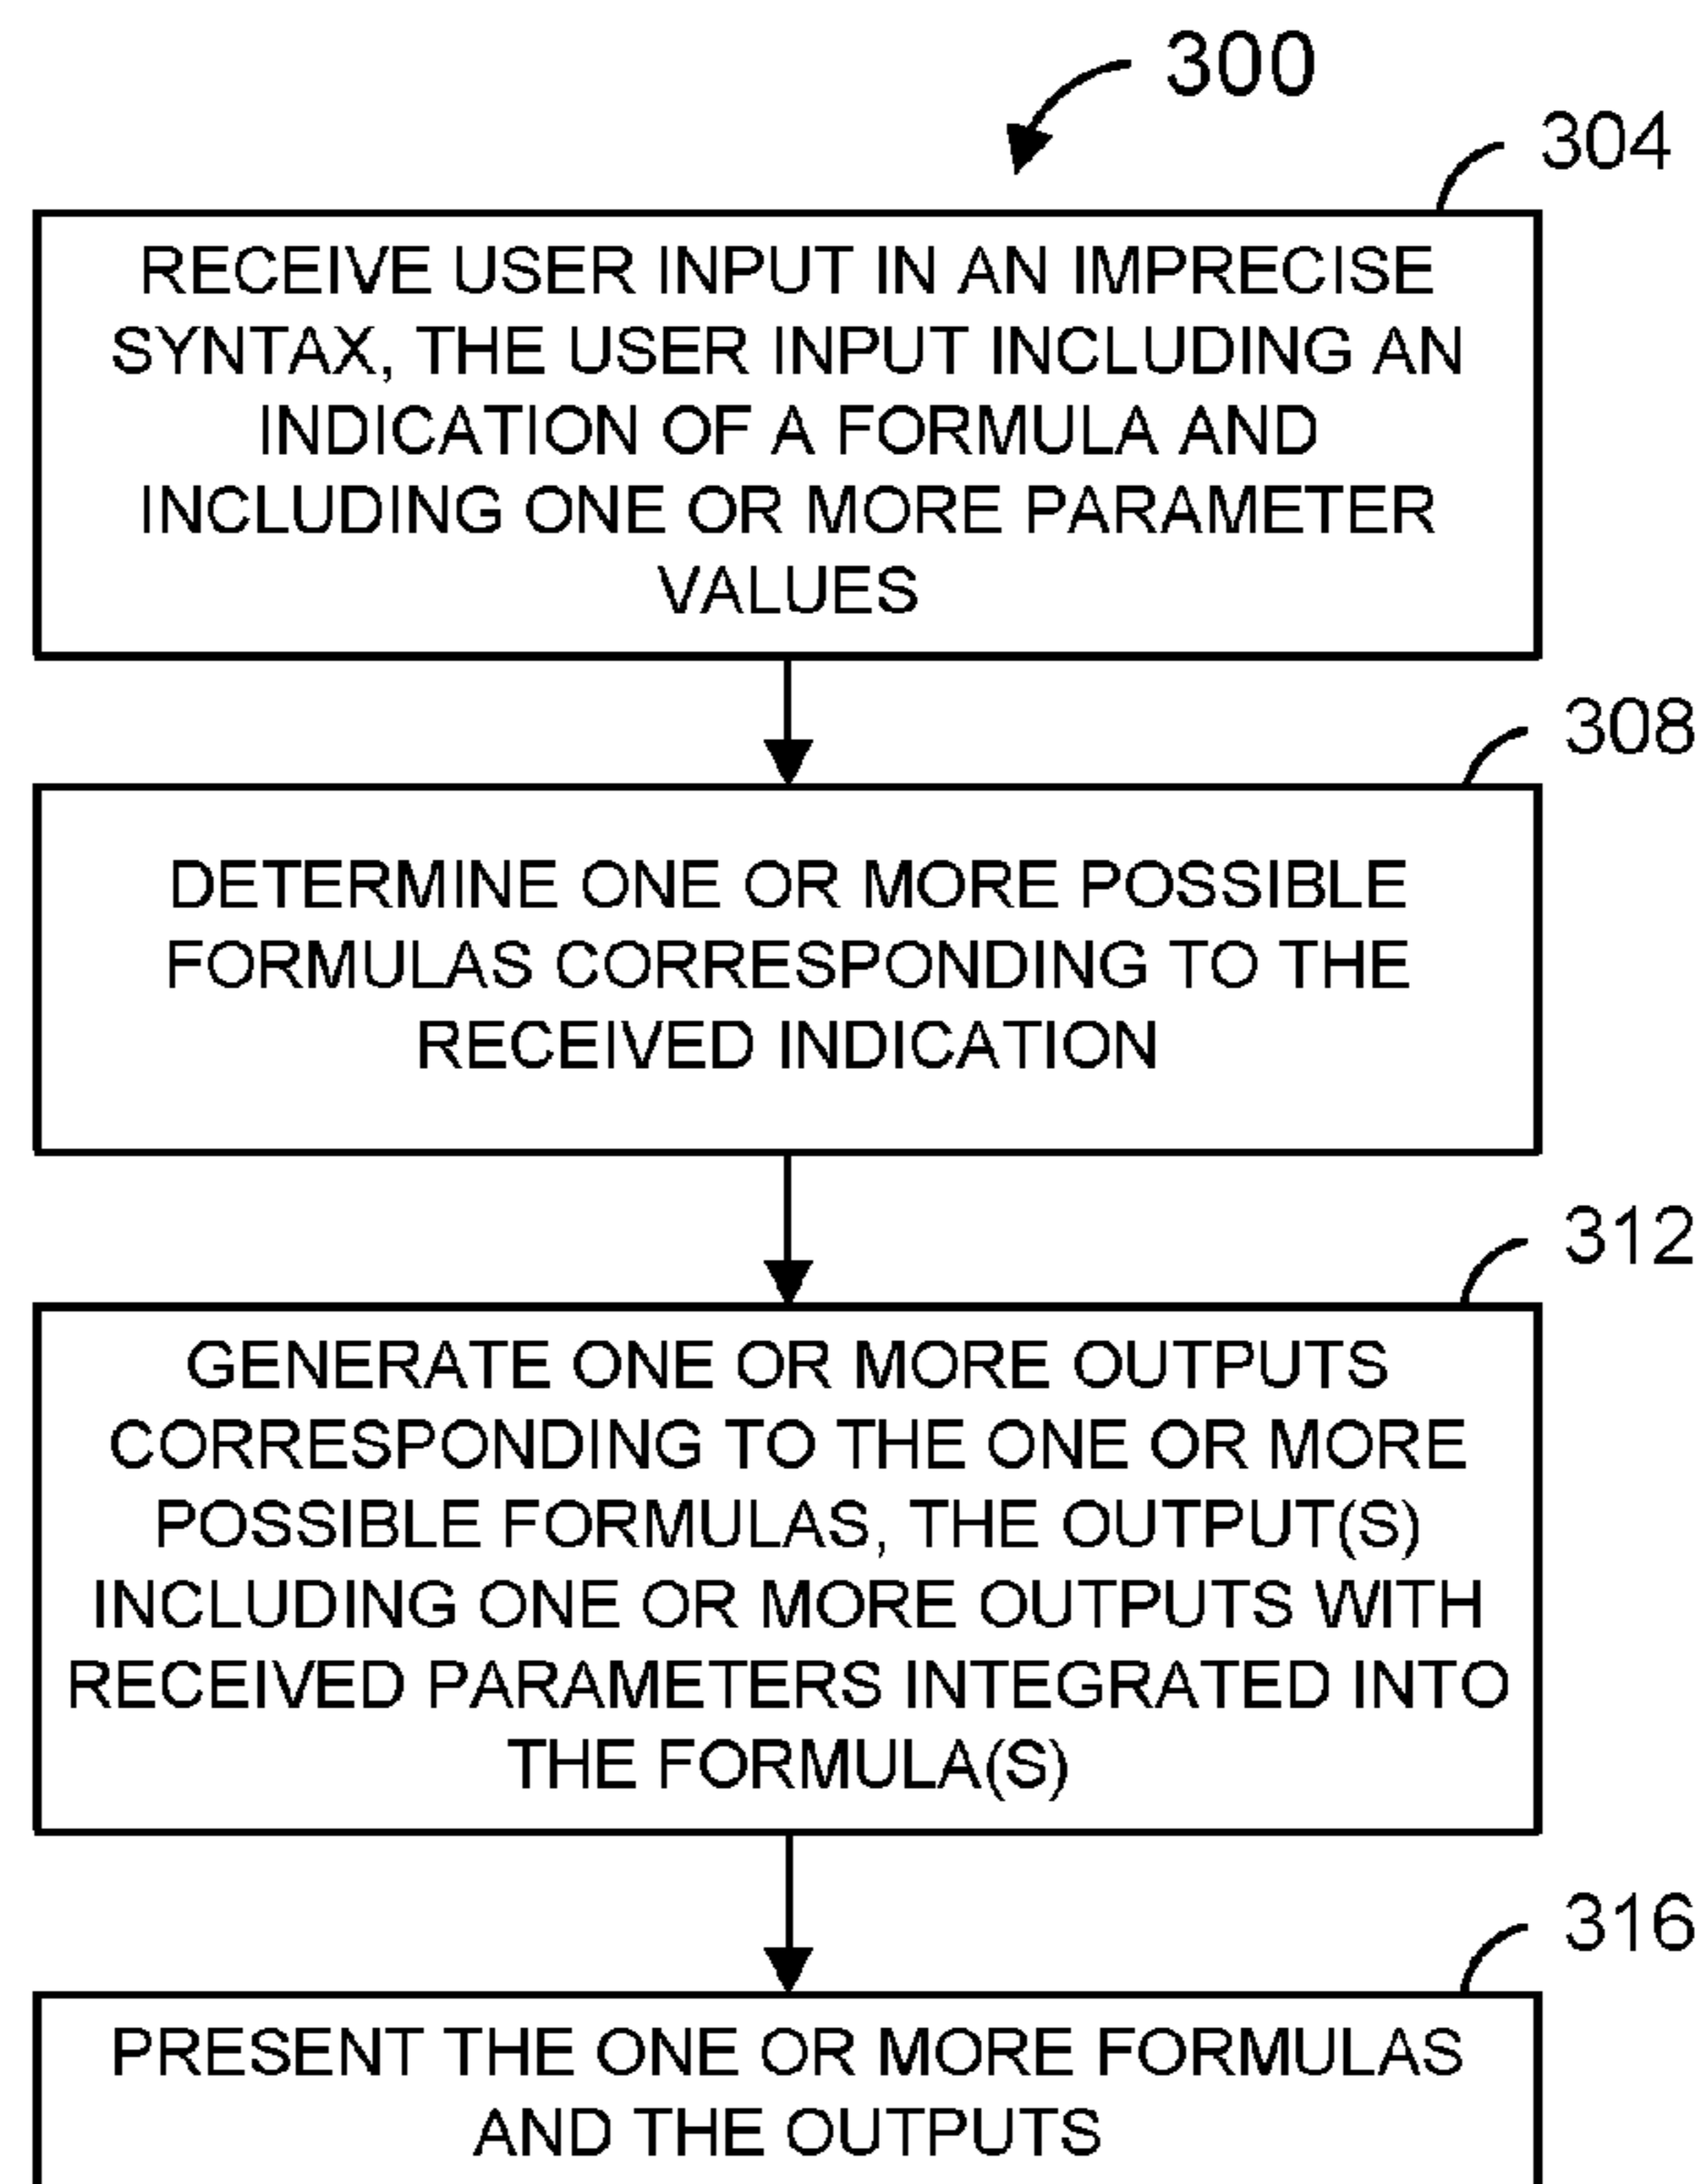 300
304
RECEIVE USER INPUT IN AN IMPRECISE
SYNTAX, THE USER INPUT INCLUDING AN
INDICATION OF A FORMULA AND
INCLUDING ONE OR MORE PARAMETER
VALUES
308
DETERMINE ONE OR MORE POSSIBLE
FORMULAS CORRESPONDING TO THE
RECEIVED INDICATION
312
GENERATE ONE OR MORE OUTPUTS
CORRESPONDING TO THE ONE OR MORE
POSSIBLE FORMULAS, THE OUTPUT(S)
INCLUDING ONE OR MORE OUTPUTS WITH
RECEIVED PARAMETERS INTEGRATED INTO
THE FORMULA(S)
316
PRESENT THE ONE OR MORE FORMULAS
AND THE OUTPUTS